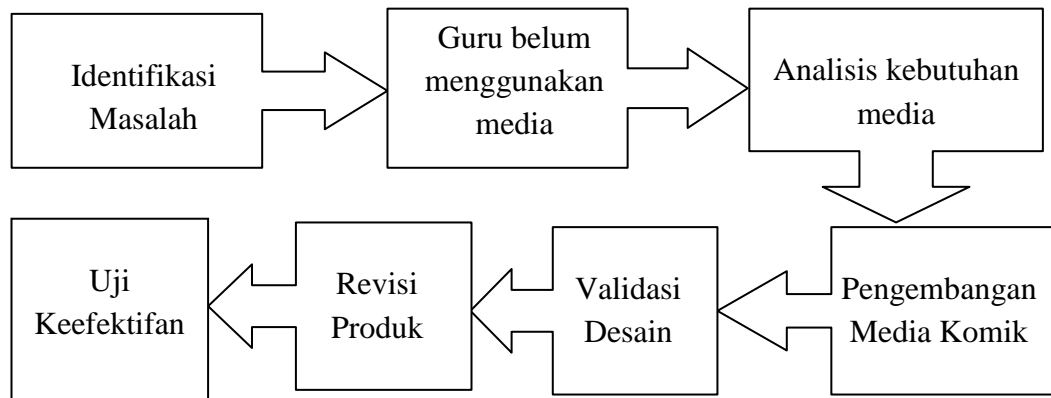 Identifikasi
Masalah
Guru belum
menggunakan
media
Analisis kebutuhan
media
Pengembangan
Media Komik
Validasi
Desain
Revisi
Produk
Uji
Keefektifan